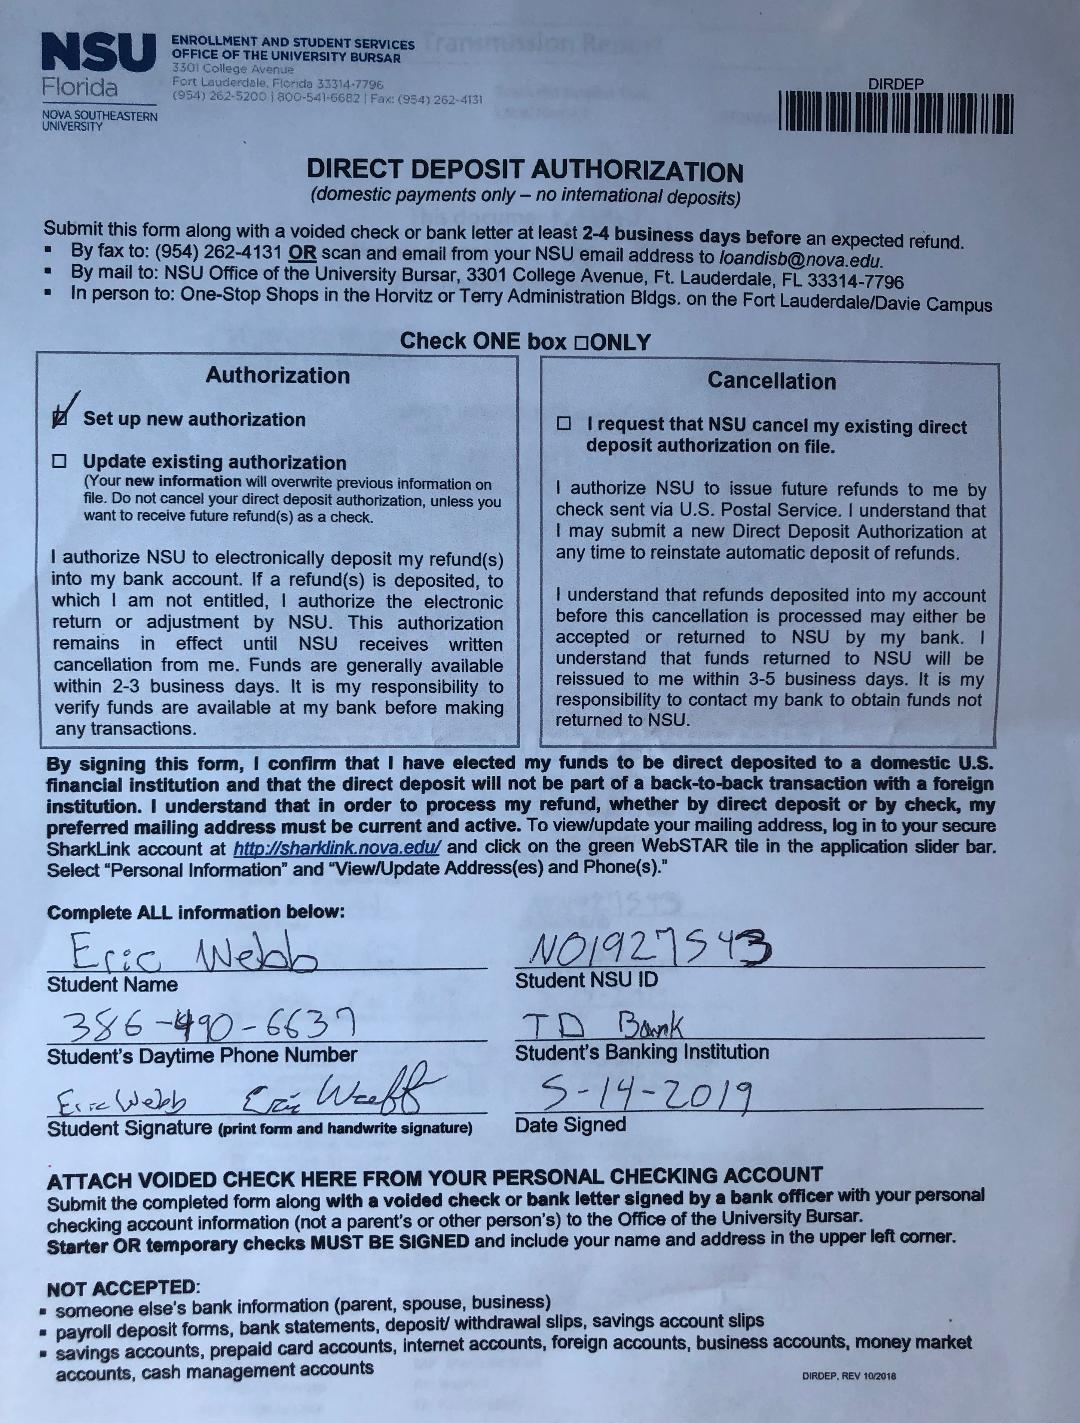 NSU
Florida
NOVA SOUTHEASTERN
UNIVERSITY
ENROLLMENT AND STUDENT SERVICES
OFFICE OF THE UNIVERSITY BURSAR
3301 College Avenue
Fort Lauderdale, Florida 33314-7796
(954) 262-5200 | 800-541-6682 | Fax: (954) 262-4131
DIRDEP
DIRECT DEPOSIT AUTHORIZATION
(domestic payments only – no international deposits)
Submit this form along with a voided check or bank letter at least 2-4 business days before an expected refund.
▪ By fax to: (954) 262-4131 OR scan and email from your NSU email address to loandisb@nova.edu.
▪ By mail to: NSU Office of the University Bursar, 3301 College Avenue, Ft. Lauderdale, FL 33314-7796
▪ In person to: One-Stop Shops in the Horvitz or Terry Administration Bldgs. on the Fort Lauderdale/Davie Campus
Check ONE box □ONLY
Authorization
Set up new authorization
□ Update existing authorization
(Your new information will overwrite previous information on
file. Do not cancel your direct deposit authorization, unless you
want to receive future refund(s) as a check.
I authorize NSU to electronically deposit my refund(s)
into my bank account. If a refund(s) is deposited, to
which I am not entitled, I authorize the electronic
return or adjustment by NSU. This authorization
remains in effect until NSU receives written
cancellation from me. Funds are generally available
within 2-3 business days. It is my responsibility to
verify funds are available at my bank before making
any transactions.
Cancellation
□ I request that NSU cancel my existing direct
deposit authorization on file.
I authorize NSU to issue future refunds to me by
check sent via U.S. Postal Service. I understand that
I may submit a new Direct Deposit Authorization at
any time to reinstate automatic deposit of refunds.
I understand that refunds deposited into my account
before this cancellation is processed may either be
accepted or returned to NSU by my bank. I
understand that funds returned to NSU will be
reissued to me within 3-5 business days. It is my
responsibility to contact my bank to obtain funds not
returned to NSU.
By signing this form, I confirm that I have elected my funds to be direct deposited to a domestic U.S.
financial institution and that the direct deposit will not be part of a back-to-back transaction with a foreign
institution. I understand that in order to process my refund, whether by direct deposit or by check, my
preferred mailing address must be current and active. To view/update your mailing address, log in to your secure
SharkLink account at http://sharklink.nova.edu/ and click on the green WebSTAR tile in the application slider bar.
Select "Personal Information" and "View/Update Address(es) and Phone(s)."
Complete ALL information below:
Eric Webb
Student Name
N01927543
Student NSU ID
386-490-6637
Student's Daytime Phone Number
TD Bank
Student's Banking Institution
Eric Webb Eric Webb
Student Signature (print form and handwrite signature)
5-14-2019
Date Signed
ATTACH VOIDED CHECK HERE FROM YOUR PERSONAL CHECKING ACCOUNT
Submit the completed form along with a voided check or bank letter signed by a bank officer with your personal
checking account information (not a parent's or other person's) to the Office of the University Bursar.
Starter OR temporary checks MUST BE SIGNED and include your name and address in the upper left corner.
NOT ACCEPTED:
▪ someone else's bank information (parent, spouse, business)
▪ payroll deposit forms, bank statements, deposit/ withdrawal slips, savings account slips
▪ savings accounts, prepaid card accounts, internet accounts, foreign accounts, business accounts, money market
accounts, cash management accounts
DIRDEP, REV 10/2018